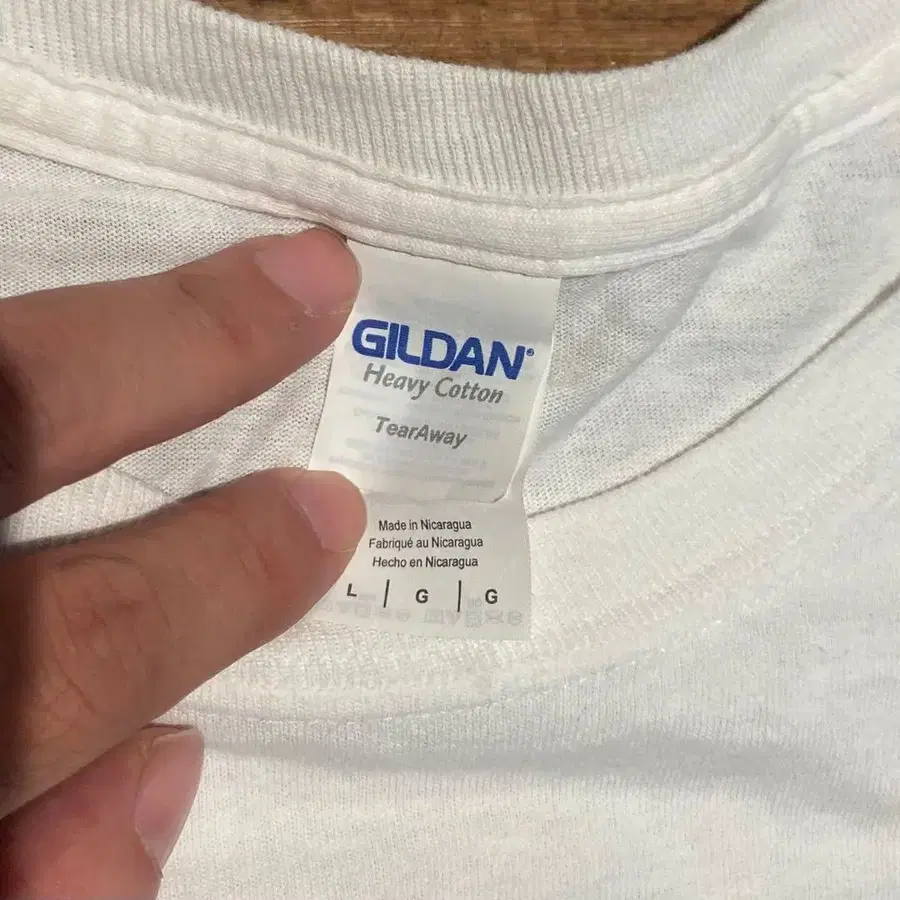 GILDAN®
Heavy Cotton
TearAway
Made in Nicaragua
Fabriqué au Nicaragua
Hecho en Nicaragua
L | G | G